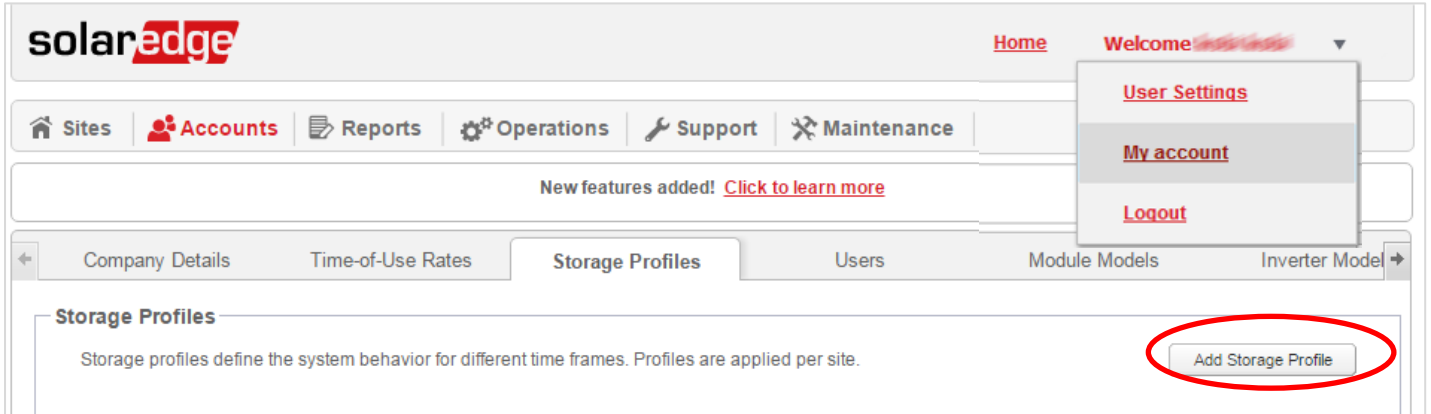 solaredge
Home Welcome
User Settings
Sites Accounts Reports Operations Support Maintenance
My account
New features added! Click to learn more
Logout
Company Details Time-of-Use Rates Storage Profiles Users Module Models Inverter Model
Storage Profiles
Storage profiles define the system behavior for different time frames. Profiles are applied per site. Add Storage Profile